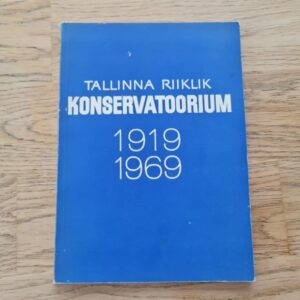 TALLINNA RIIKLIK
KONSERVATOORIUM
1919
1969